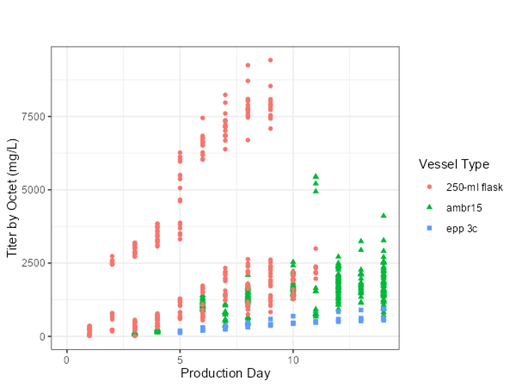 7500
5000
2500
0
0
5
10
Titer by Octet (mg/L)
Production Day
Vessel Type
250-ml flask
ambr15
epp 3c